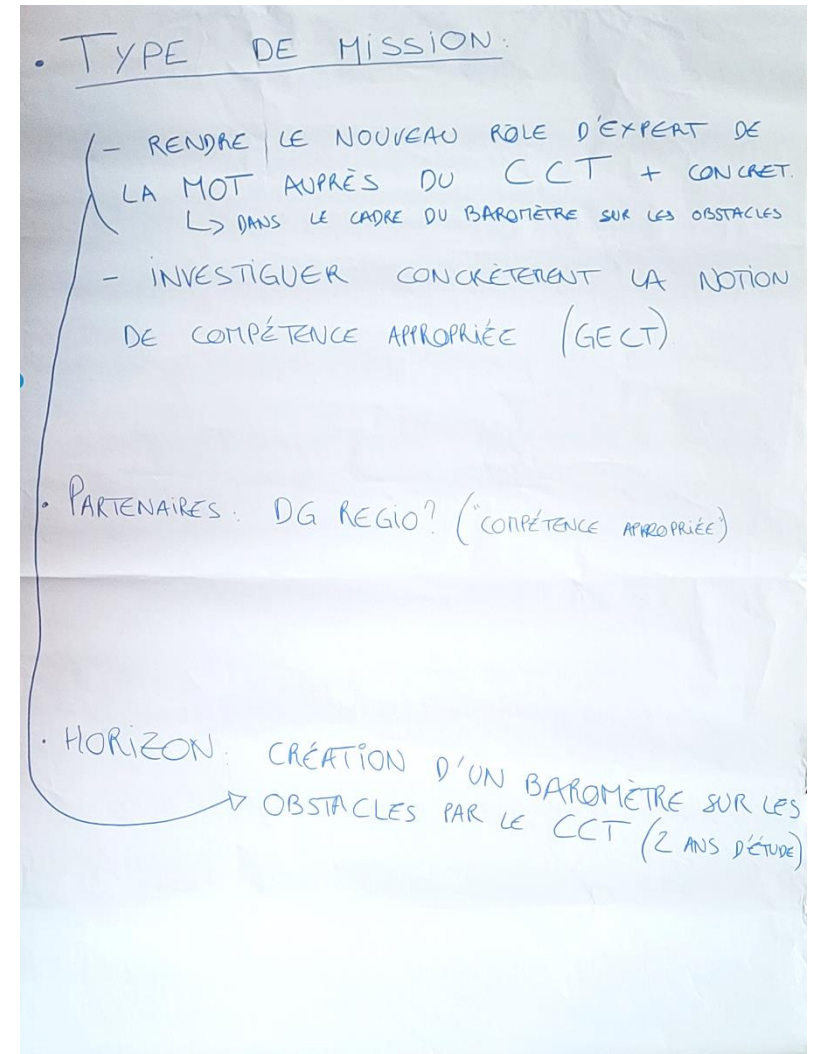 . TYPE DE MISSION:
- RENDRE LE NOUVEAU RÔLE D'EXPERT DE
LA MOT AUPRÈS DU CCT + CONCRET.
↳ DANS LE CADRE DU BAROMÈTRE SUR LES OBSTACLES
- INVESTIGUER CONCRÈTEMENT LA NOTION
DE COMPÉTENCE APPROPRIÉE (GECT)
. PARTENAIRES : DG REGIO? ("COMPÉTENCE APPROPRIÉE")
. HORIZON : CRÉATION D'UN BAROMÈTRE SUR LES
OBSTACLES PAR LE CCT (2 ANS D'ÉTUDE)